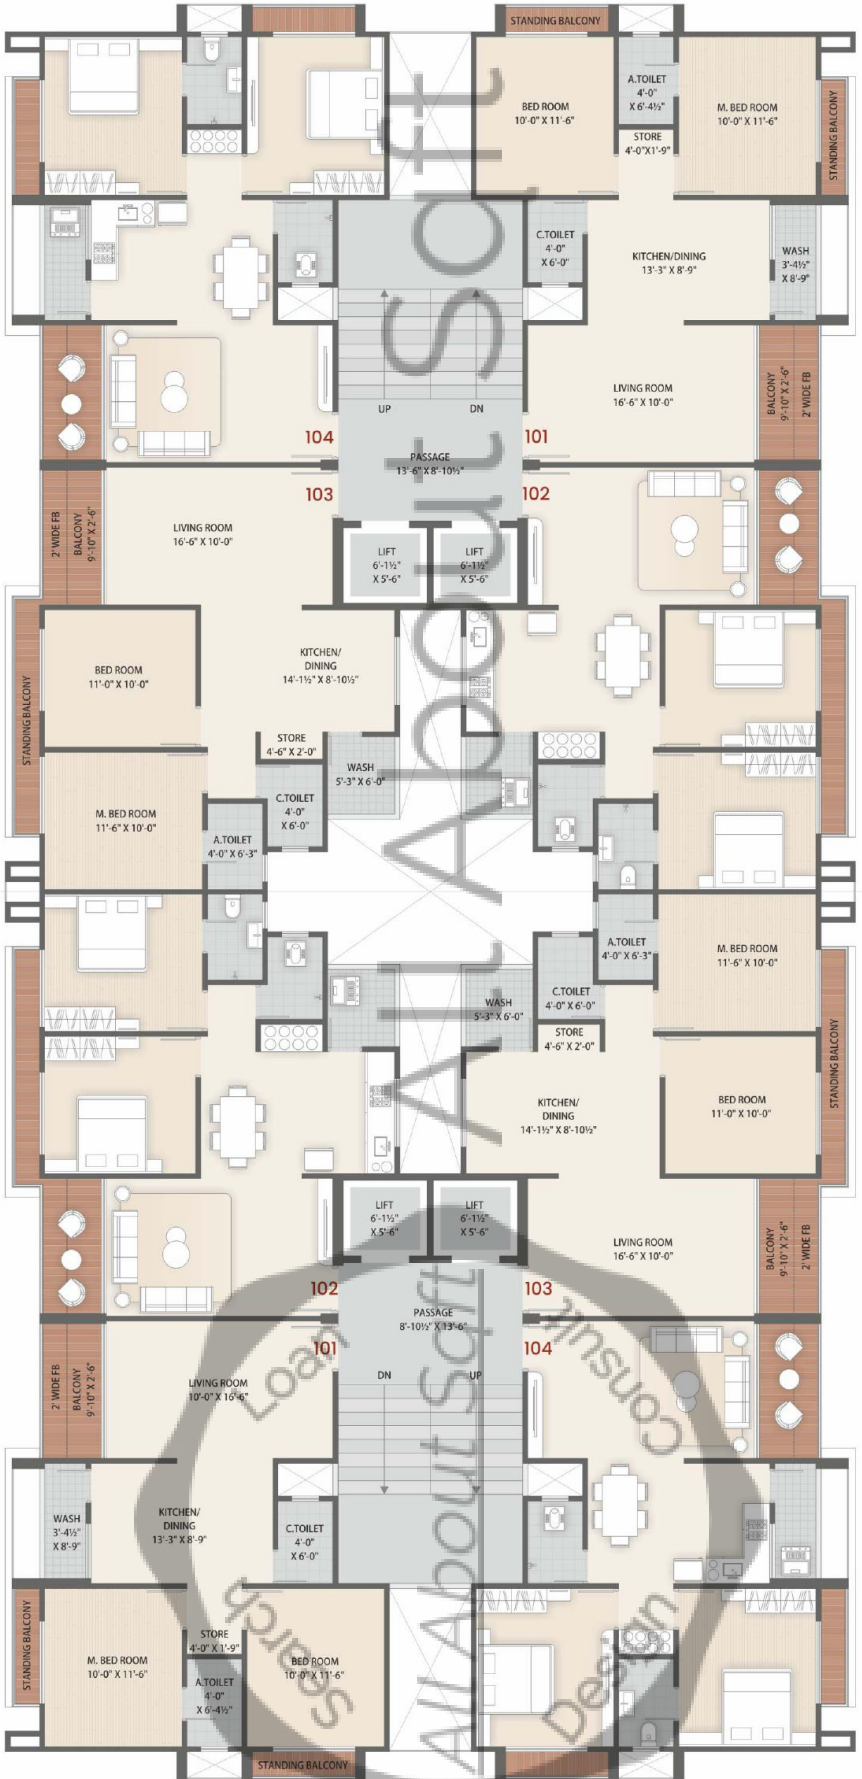 STANDING BALCONY
BED ROOM
10'-0" X 11'-6"
A.TOILET
4'-0"
X 6'-4½"
M. BED ROOM
10'-0" X 11'-6"
STANDING BALCONY
STORE
4'-0"X1'-9"
C.TOILET
4'-0"
X 6'-0"
KITCHEN/DINING
13'-3" X 8'-9"
WASH
3'-4½"
X 8'-9"
LIVING ROOM
16'-6" X 10'-0"
BALCONY
9'-10" X 2'-6"
2' WIDE FB
UP
DN
104
101
PASSAGE
13'-6" X 8'-10½"
103
102
2' WIDE FB
BALCONY
9'-10" X 2'-6"
LIVING ROOM
16'-6" X 10'-0"
LIFT
6'-1½"
X 5'-6"
LIFT
6'-1½"
X 5'-6"
STANDING BALCONY
BED ROOM
11'-0" X 10'-0"
KITCHEN/
DINING
14'-1½" X 8'-10½"
STORE
4'-6" X 2'-0"
WASH
5'-3" X 6'-0"
M. BED ROOM
11'-6" X 10'-0"
C.TOILET
4'-0"
X 6'-0"
A.TOILET
4'-0" X 6'-3"
All About Sqft
A.TOILET
4'-0" X 6'-3"
M. BED ROOM
11'-6" X 10'-0"
C.TOILET
4'-0" X 6'-0"
WASH
5'-3" X 6'-0"
STORE
4'-6" X 2'-0"
STANDING BALCONY
KITCHEN/
DINING
14'-1½" X 8'-10½"
BED ROOM
11'-0" X 10'-0"
LIFT
6'-1½"
X 5'-6"
LIFT
6'-1½"
X 5'-6"
LIVING ROOM
16'-6" X 10'-0"
BALCONY
9'-10" X 2'-6"
2' WIDE FB
102
103
PASSAGE
8'-10½" X 13'-6"
101
104
DN
UP
2' WIDE FB
BALCONY
9'-10" X 2'-6"
LIVING ROOM
10'-0" X 16'-6"
WASH
3'-4½"
X 8'-9"
KITCHEN/
DINING
13'-3" X 8'-9"
C.TOILET
4'-0"
X 6'-0"
STANDING BALCONY
M. BED ROOM
10'-0" X 11'-6"
STORE
4'-0" X 1'-9"
A.TOILET
4'-0"
X 6'-4½"
BED ROOM
10'-0" X 11'-6"
STANDING BALCONY
Loan
Consult
Search
Design
All About Sqft